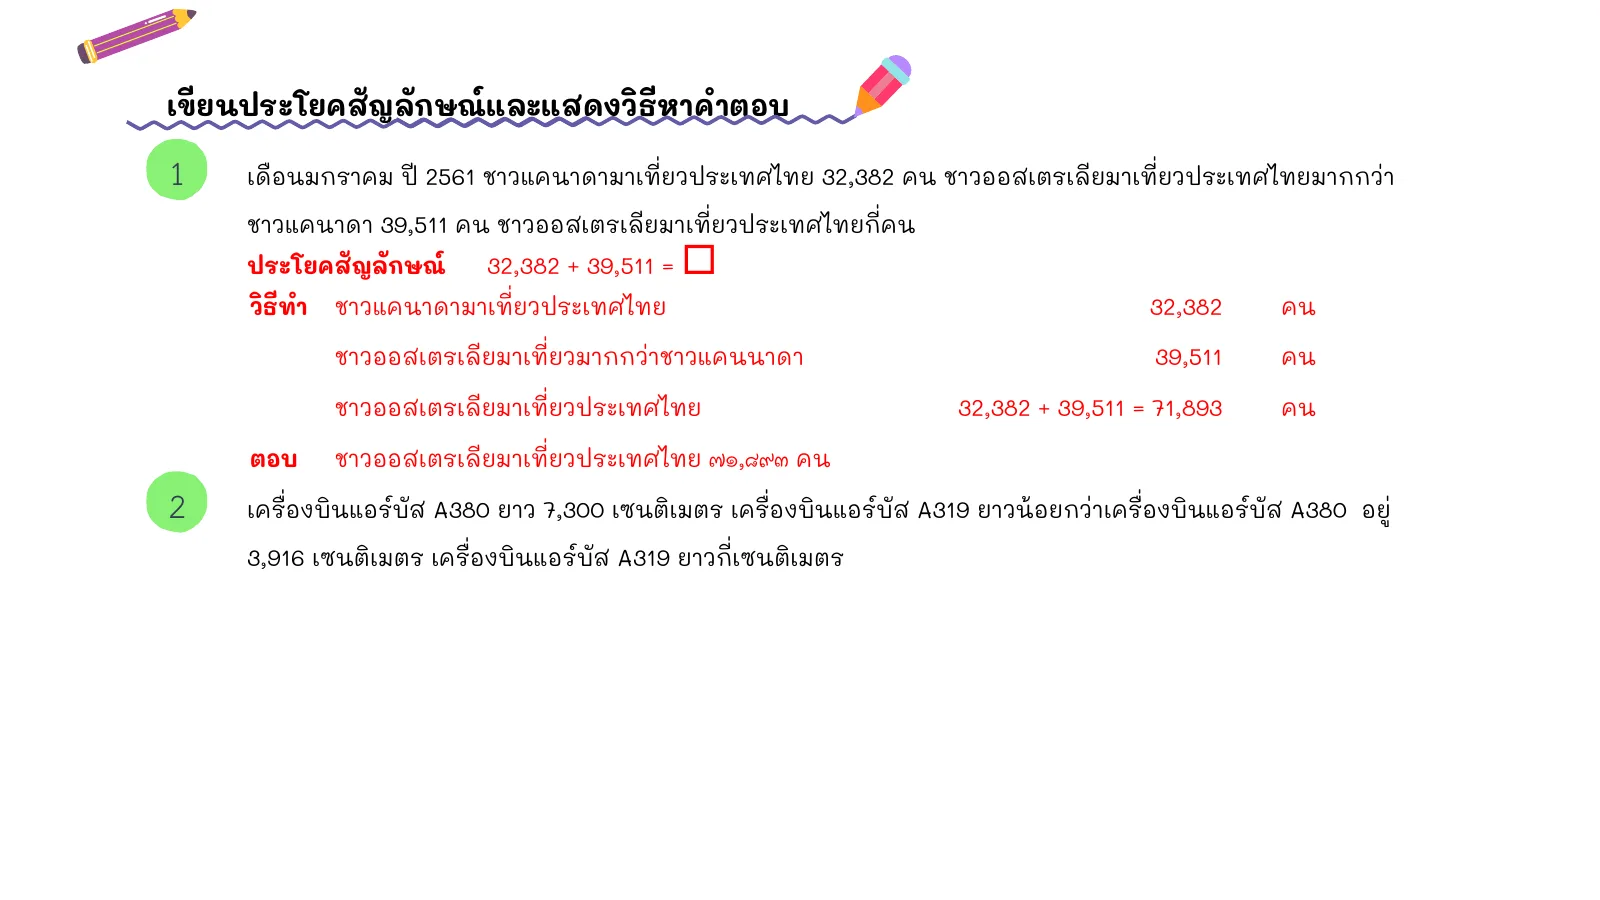 เขียนประโยคสัญลักษณ์และแสดงวิธีหาคำตอบ
1
เดือนมกราคม ปี 2561 ชาวแคนาดามาเที่ยวประเทศไทย 32,382 คน ชาวออสเตรเลียมาเที่ยวประเทศไทยมากกว่า
ชาวแคนาดา 39,511 คน ชาวออสเตรเลียมาเที่ยวประเทศไทยกี่คน
ประโยคสัญลักษณ์ 32,382 + 39,511 = □
วิธีทำ ชาวแคนาดามาเที่ยวประเทศไทย 32,382 คน
ชาวออสเตรเลียมาเที่ยวมากกว่าชาวแคนนาดา 39,511 คน
ชาวออสเตรเลียมาเที่ยวประเทศไทย 32,382 + 39,511 = 71,893 คน
ตอบ ชาวออสเตรเลียมาเที่ยวประเทศไทย ๗๑,๘๙๓ คน
2
เครื่องบินแอร์บัส A380 ยาว 7,300 เซนติเมตร เครื่องบินแอร์บัส A319 ยาวน้อยกว่าเครื่องบินแอร์บัส A380 อยู่
3,916 เซนติเมตร เครื่องบินแอร์บัส A319 ยาวกี่เซนติเมตร